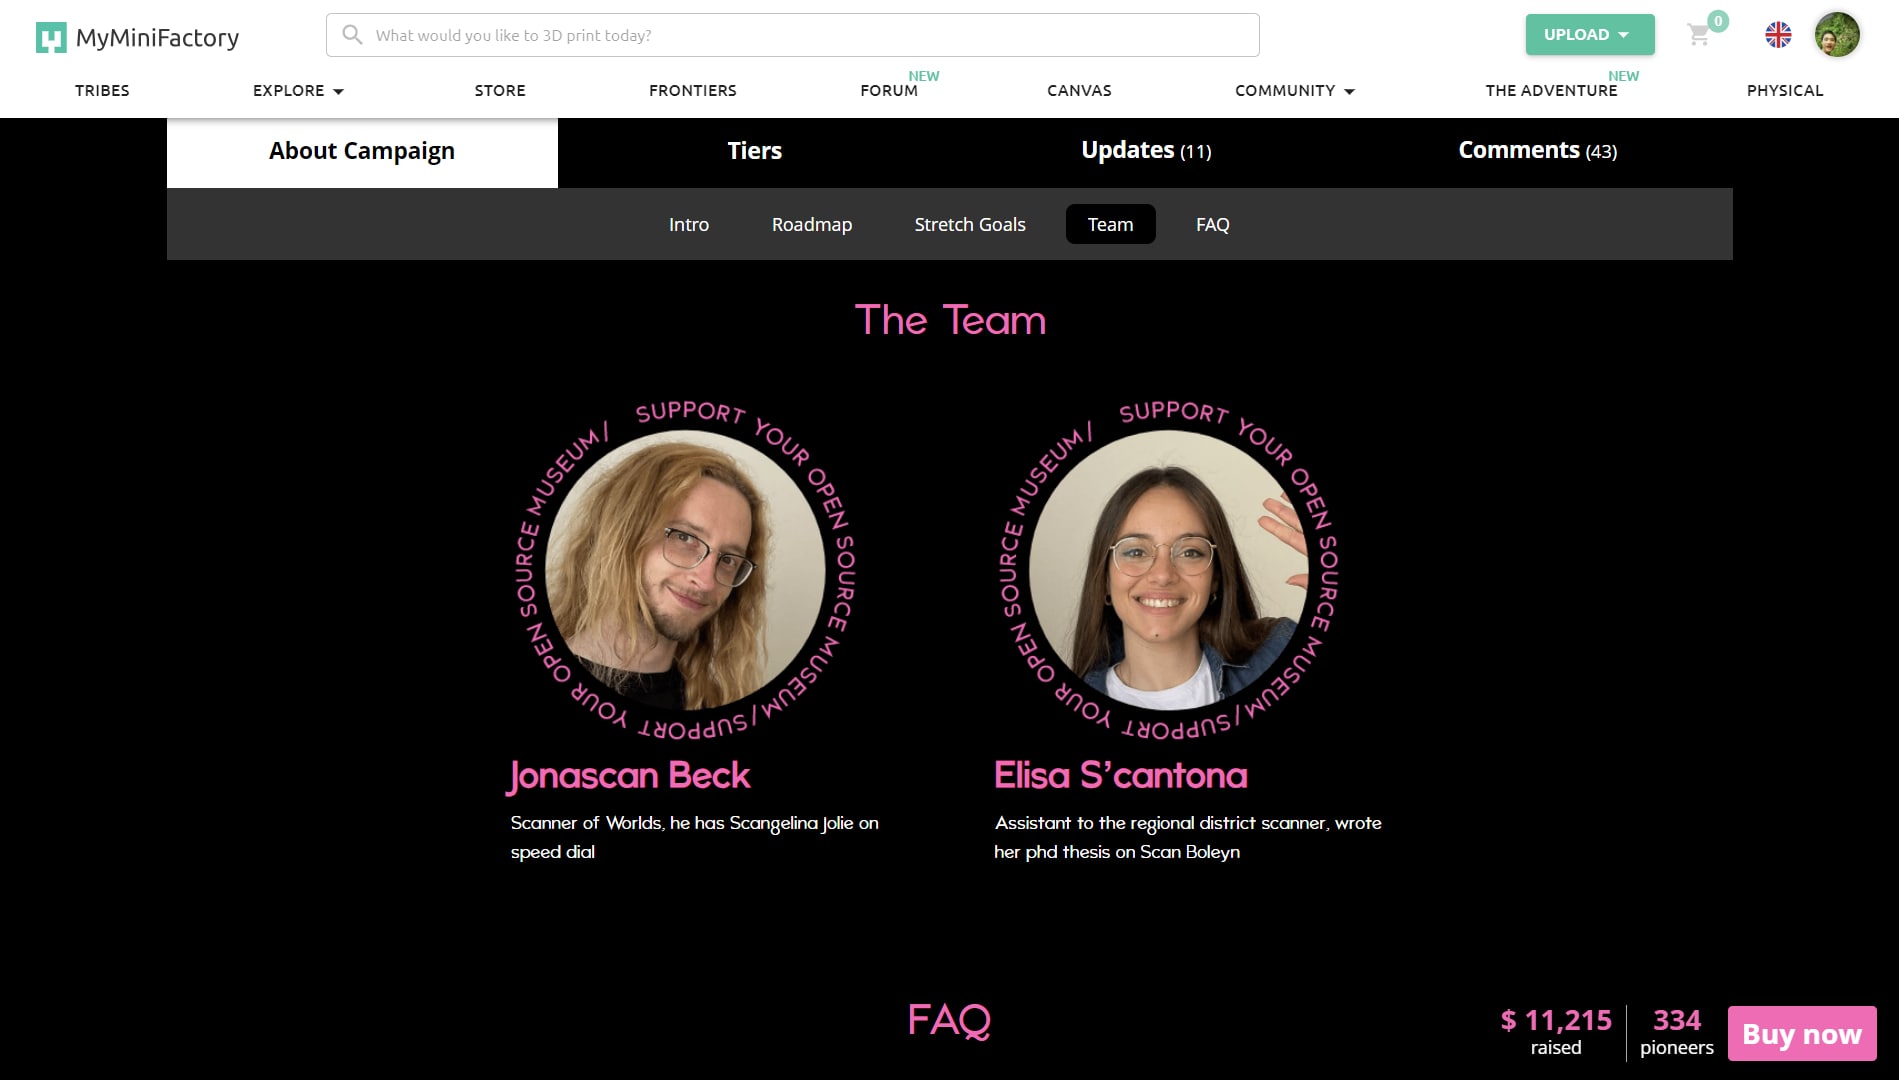 MyMiniFactory
What would you like to 3D print today?
UPLOAD
0
TRIBES
EXPLORE
STORE
FRONTIERS
FORUM
NEW
CANVAS
COMMUNITY
THE ADVENTURE
NEW
PHYSICAL
About Campaign
Tiers
Updates (11)
Comments (43)
Intro
Roadmap
Stretch Goals
Team
FAQ
The Team
SUPPORT YOUR OPEN SOURCE MUSEUM/SUPPORT YOUR OPEN SOURCE MUSEUM/
SUPPORT YOUR OPEN SOURCE MUSEUM/SUPPORT YOUR OPEN SOURCE MUSEUM/
Jonascan Beck
Scanner of Worlds, he has Scangelina Jolie on
speed dial
Elisa S'cantona
Assistant to the regional district scanner, wrote
her phd thesis on Scan Boleyn
FAQ
$ 11,215
raised
334
pioneers
Buy now